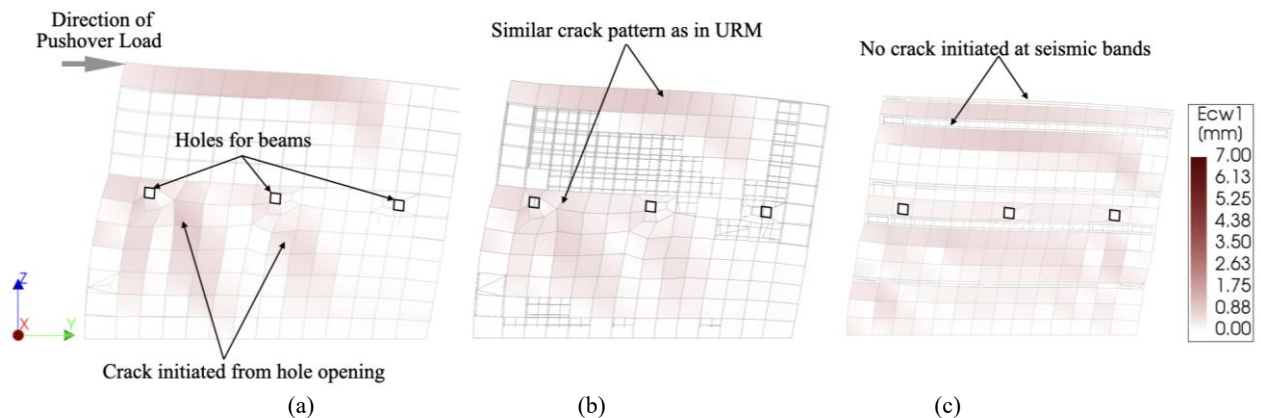 Direction of
Pushover Load
Similar crack pattern as in URM
No crack initiated at seismic bands
Holes for beams
Crack initiated from hole opening
Z
X
Y
Ecw1
(mm)
7.00
6.13
5.25
4.38
3.50
2.63
1.75
0.88
0.00
(a)
(b)
(c)